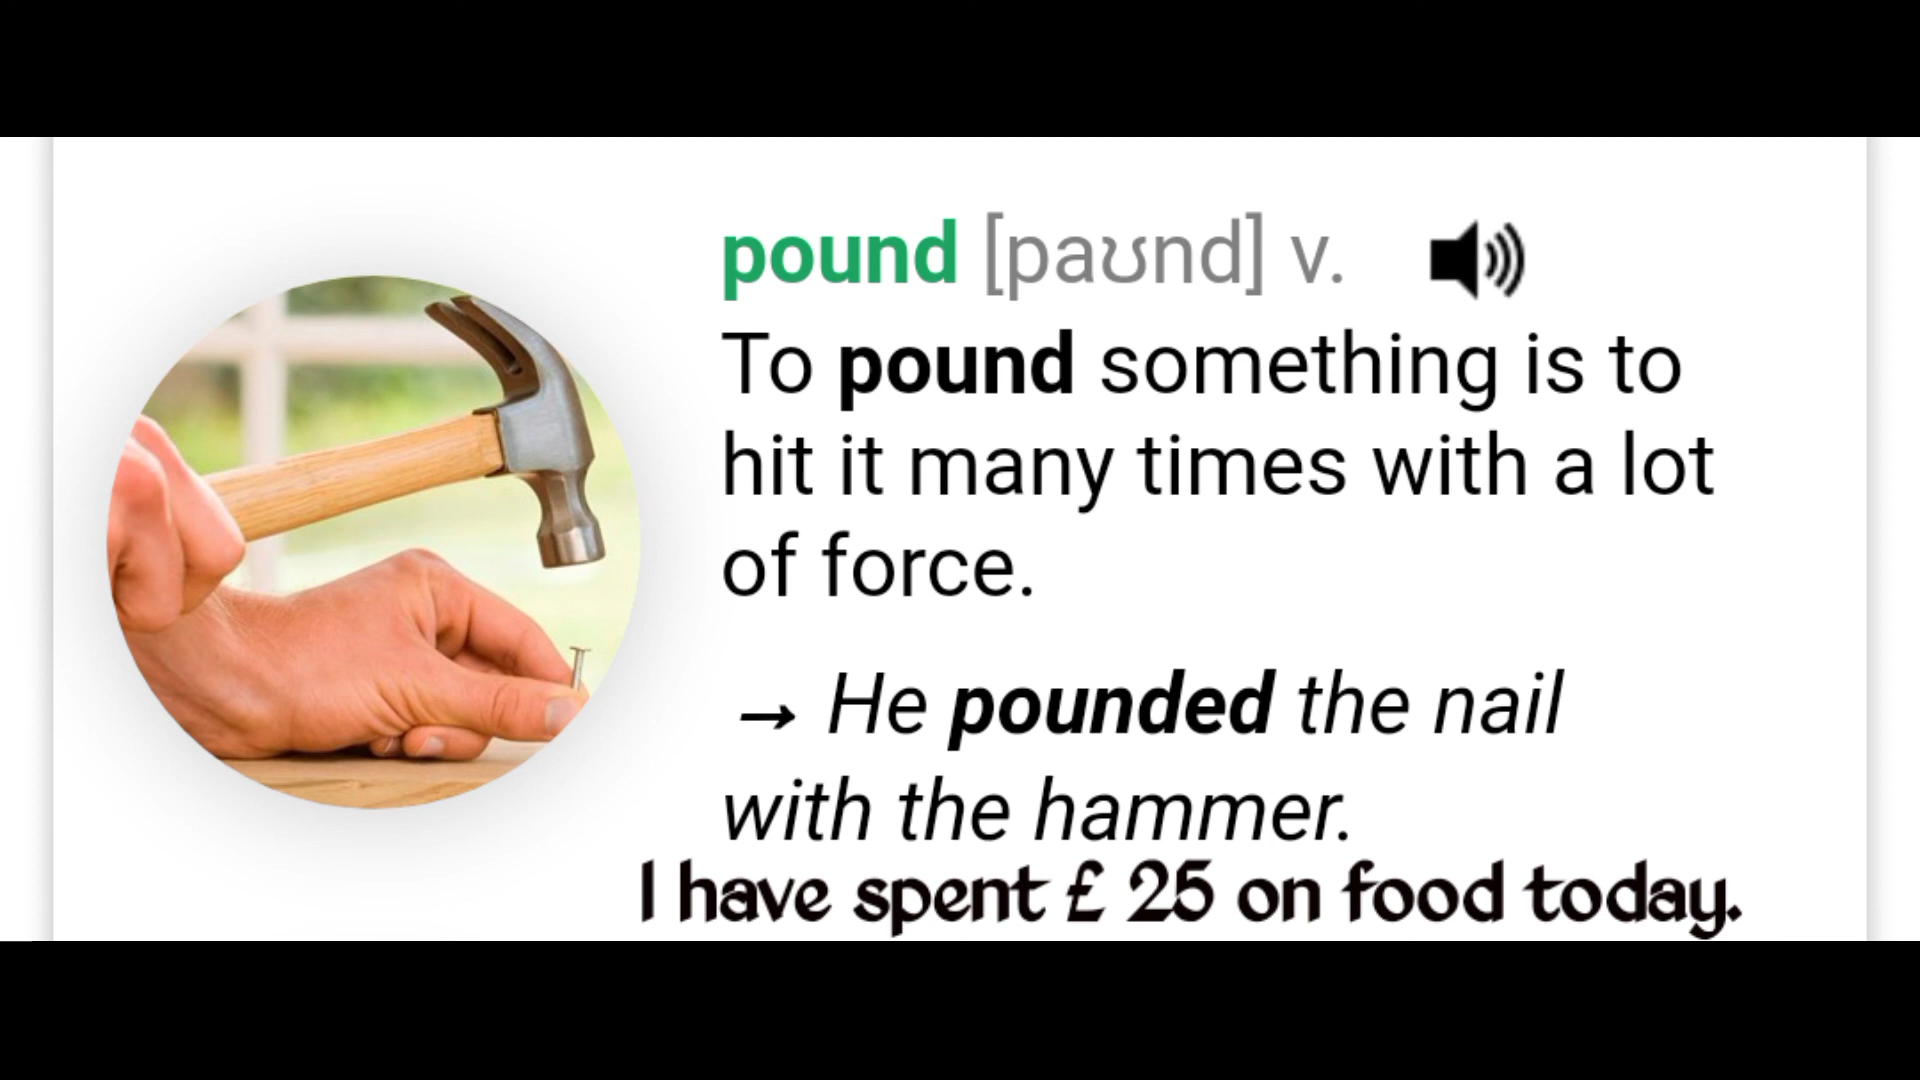 pound [paʊnd] v.
To pound something is to
hit it many times with a lot
of force.
→ He pounded the nail
with the hammer.
I have spent £ 25 on food today.